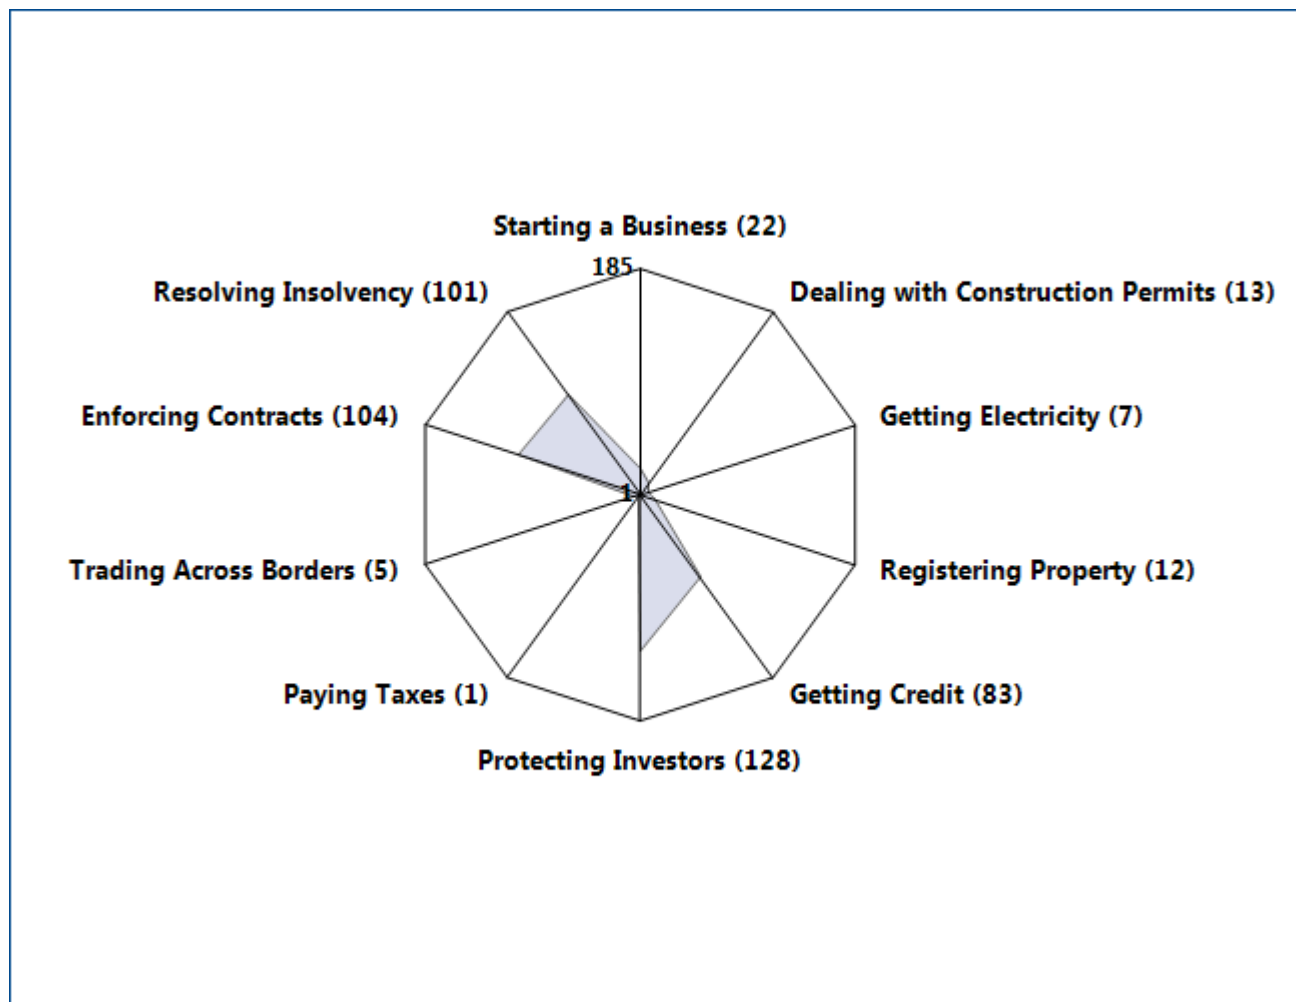 Starting a Business (22)
185
Resolving Insolvency (101)
Dealing with Construction Permits (13)
Enforcing Contracts (104)
Getting Electricity (7)
1
Trading Across Borders (5)
Registering Property (12)
Paying Taxes (1)
Getting Credit (83)
Protecting Investors (128)